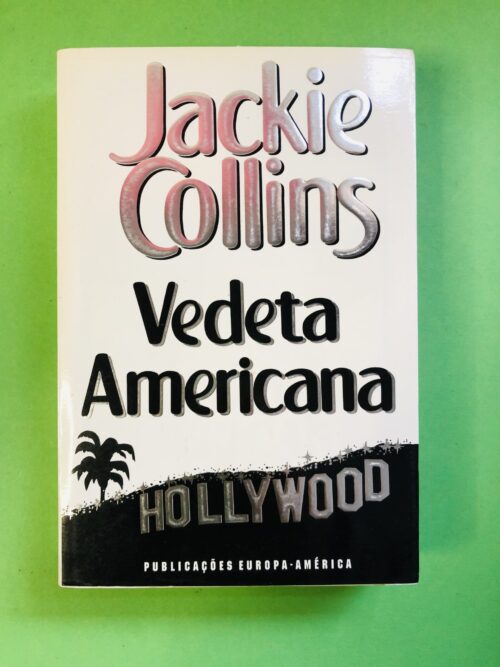 Jackie
Collins
Vedeta
Americana
HOLLYWOOD
PUBLICAÇÕES EUROPA-AMÉRICA